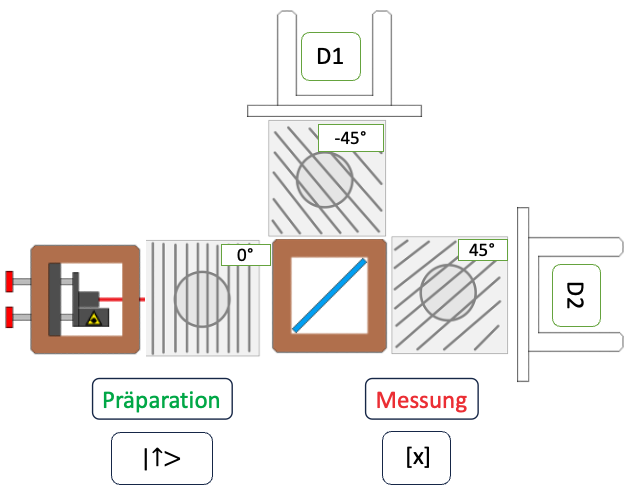 D1
-45°
0°
45°
D2
Präparation
Messung
|↑>
[x]